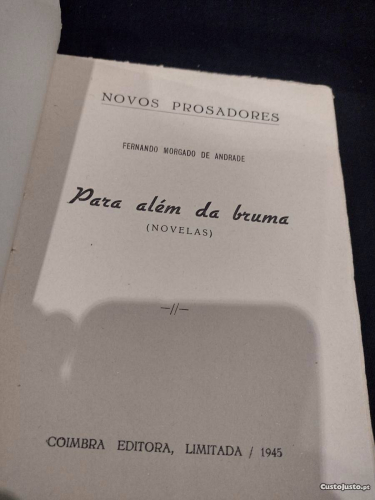 NOVOS PROSADORES
FERNANDO MORGADO DE ANDRADE
Para além da bruma
(NOVELAS)
—//—
COIMBRA EDITORA, LIMITADA / 1945
CustoJusto.pt